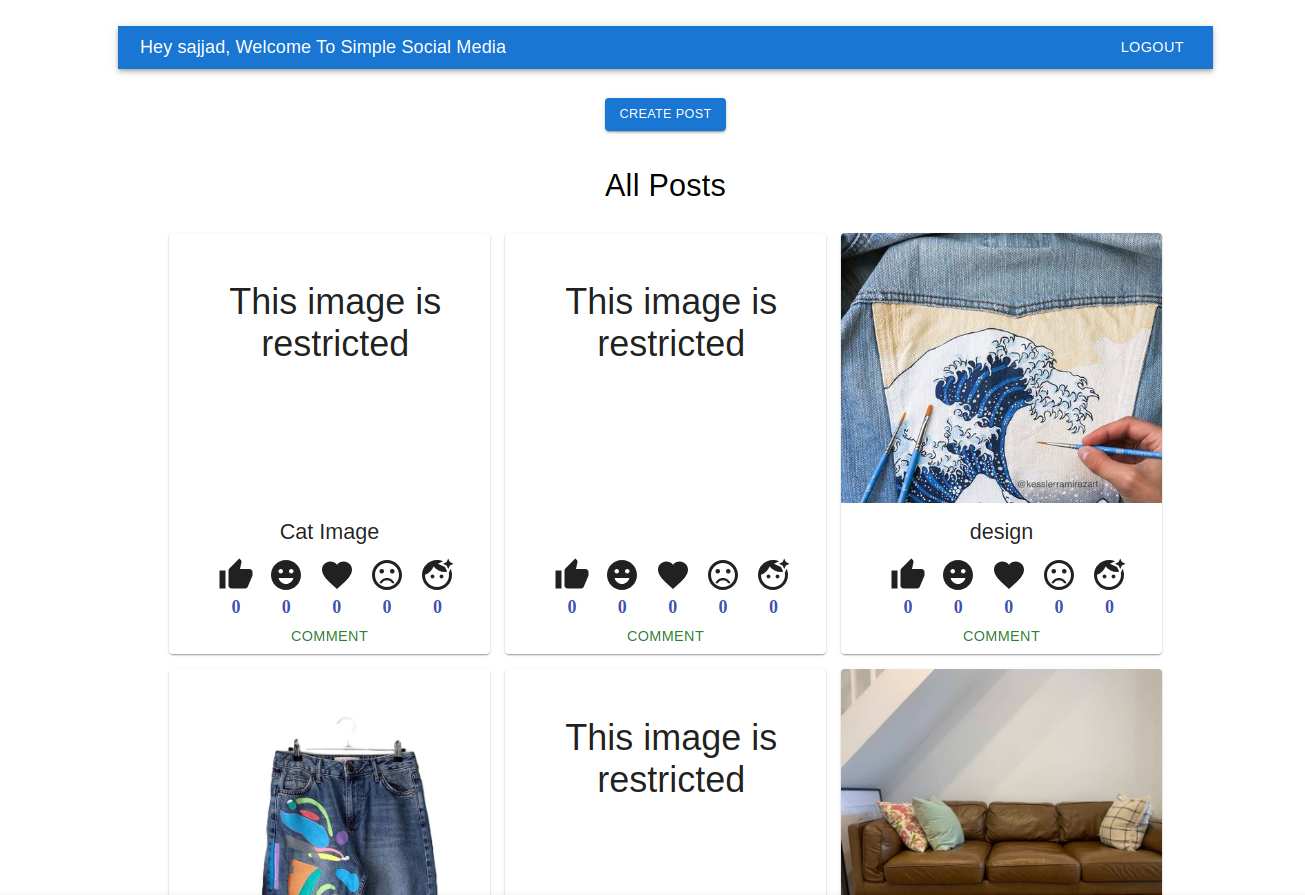 Hey sajjad, Welcome To Simple Social Media
LOGOUT
CREATE POST
All Posts
This image is
restricted
Cat Image
0 0 0 0 0
COMMENT
This image is
restricted
0 0 0 0 0
COMMENT
@kesslerramirezart
design
0 0 0 0 0
COMMENT
This image is
restricted